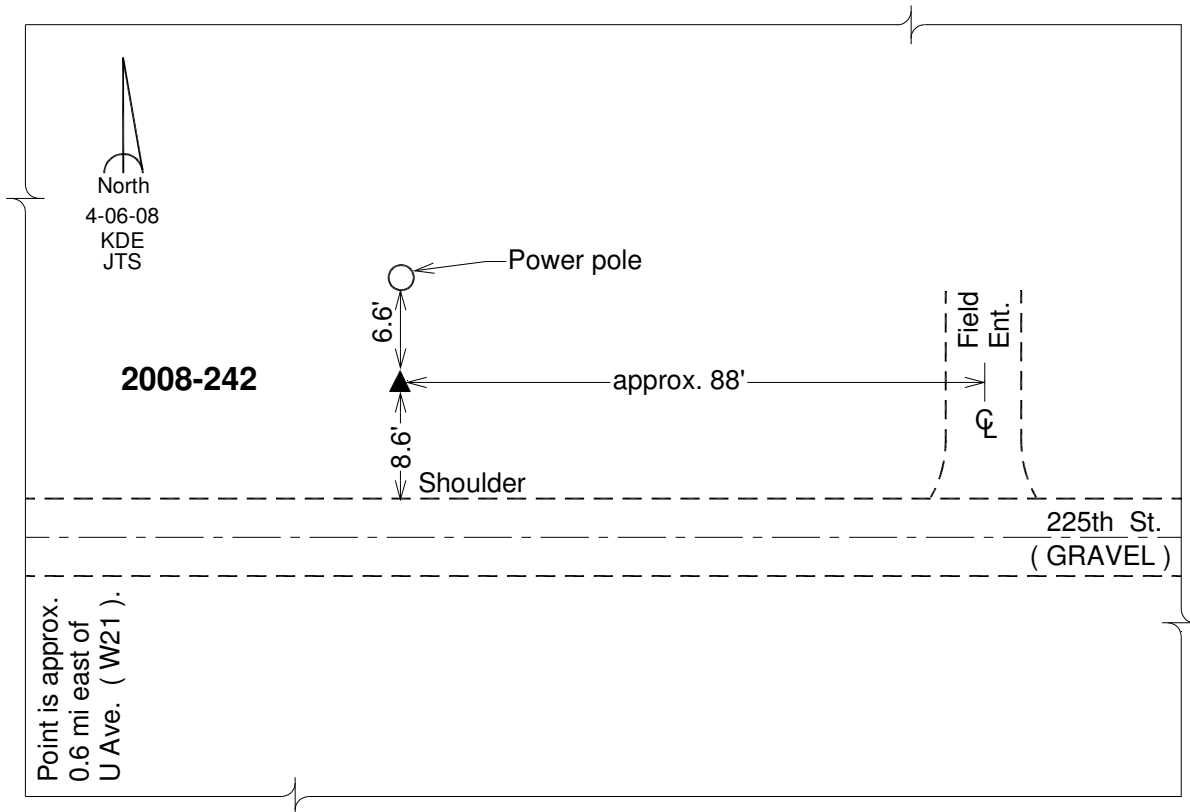 North
4-06-08
KDE
JTS
Power pole
6.6'
2008-242
approx. 88'
Field
Ent.
℄
8.6'
Shoulder
225th St.
( GRAVEL )
Point is approx.
0.6 mi east of
U Ave. ( W21 ).